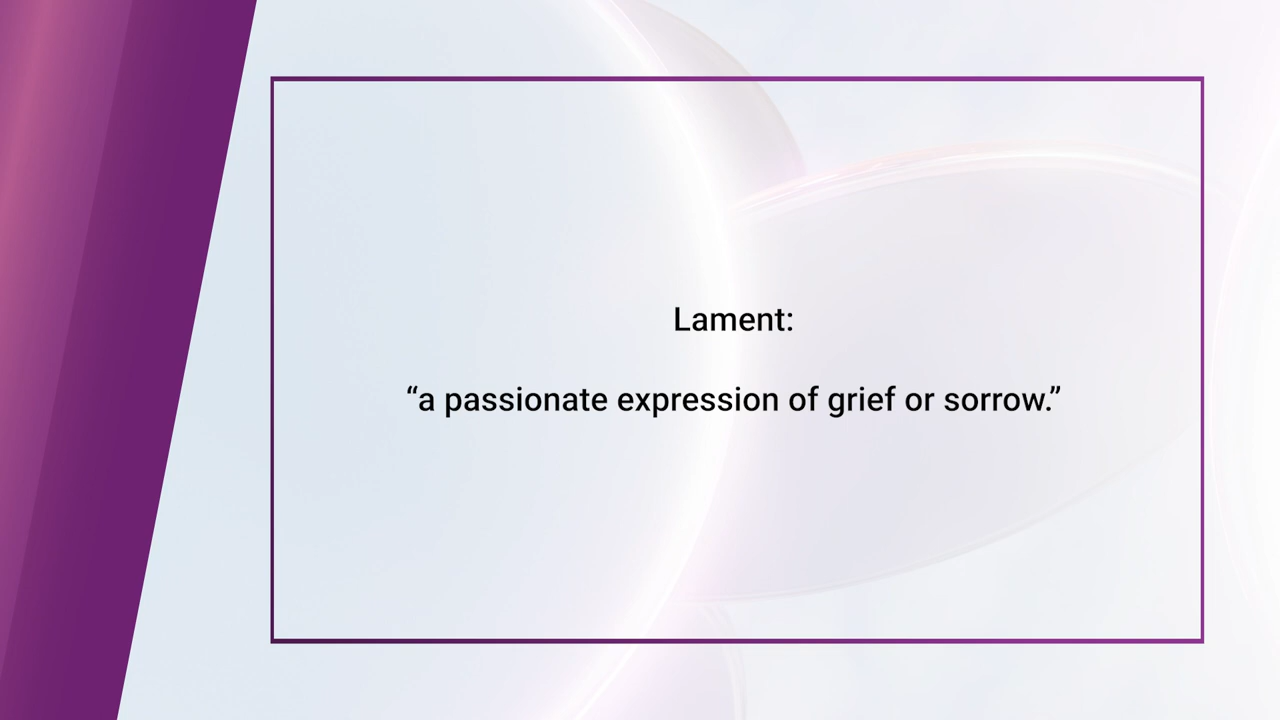 Lament:
“a passionate expression of grief or sorrow.”